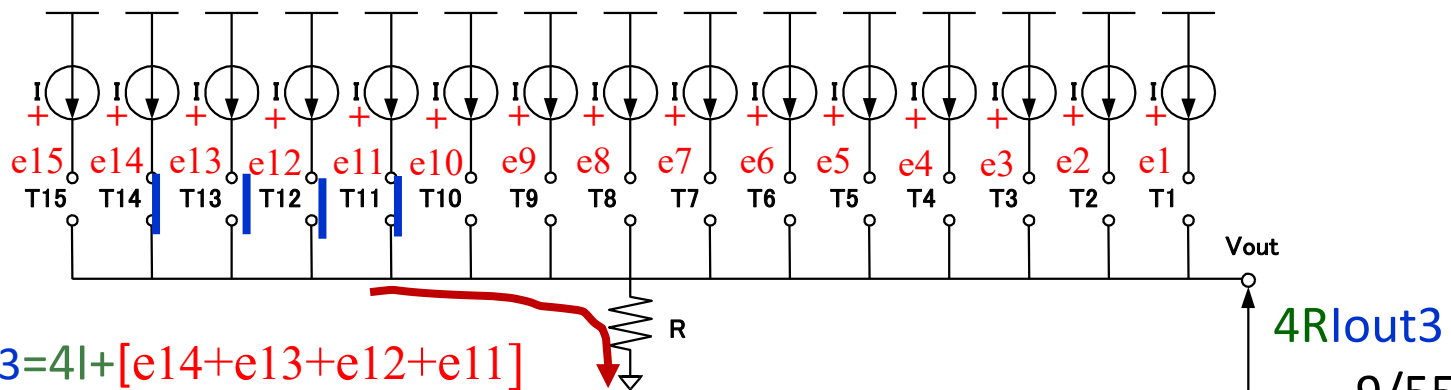 I I I I I I I I I I I I I I I
+ + + + + + + + + + + + + + +
e15 e14 e13 e12 e11 e10 e9 e8 e7 e6 e5 e4 e3 e2 e1
T15 T14 T13 T12 T11 T10 T9 T8 T7 T6 T5 T4 T3 T2 T1
Vout
R
4RIout3
3=4I+[e14+e13+e12+e11]